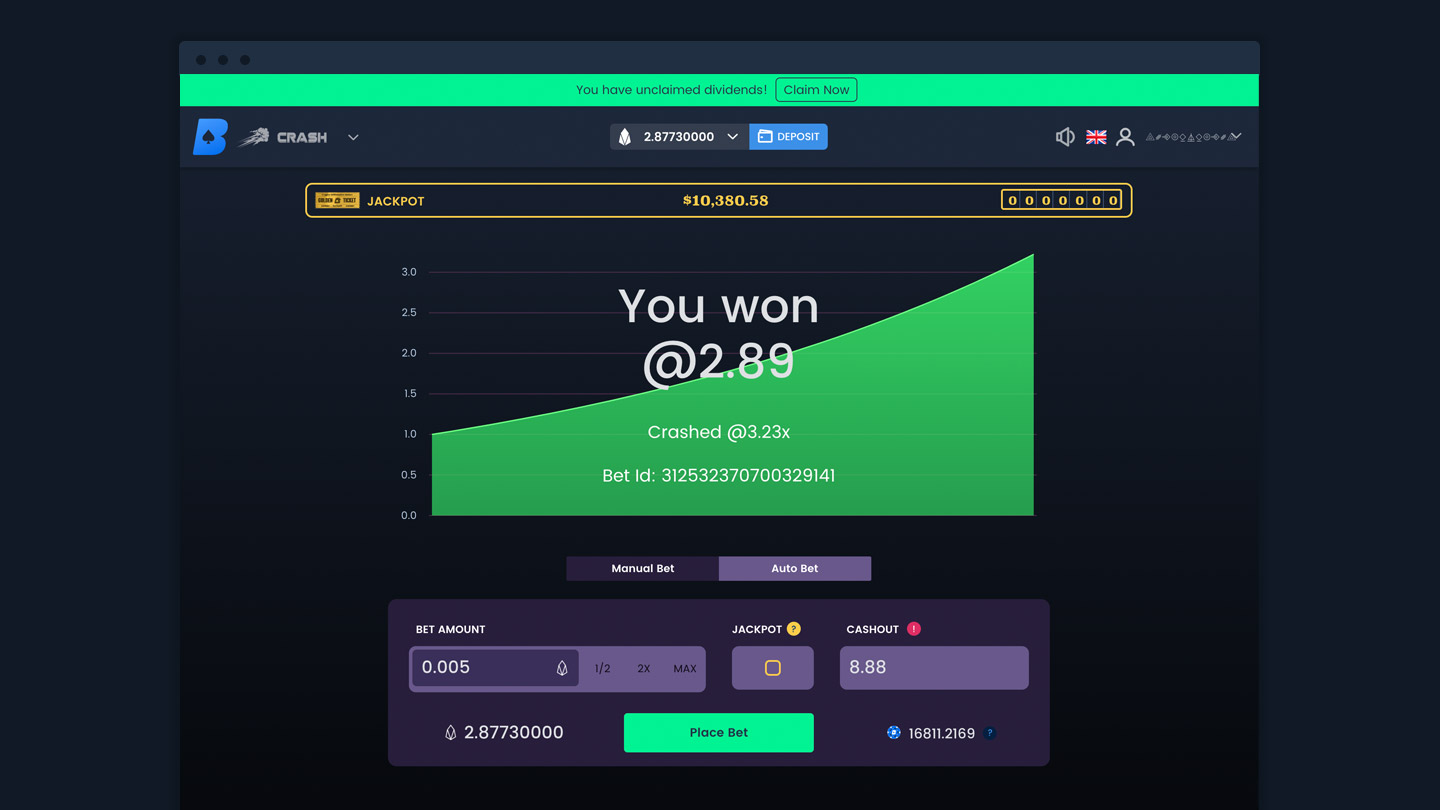 You have unclaimed dividends! Claim Now
B CRASH 2.87730000 DEPOSIT
GOLDEN TICKET JACKPOT $10,380.58 0 0 0 0 0 0 0
3.0
2.5
2.0
1.5
1.0
0.5
0.0
You won
@2.89
Crashed @3.23x
Bet Id: 312532370700329141
Manual Bet Auto Bet
BET AMOUNT JACKPOT ? CASHOUT !
0.005 1/2 2X MAX 8.88
2.87730000 Place Bet 16811.2169 ?